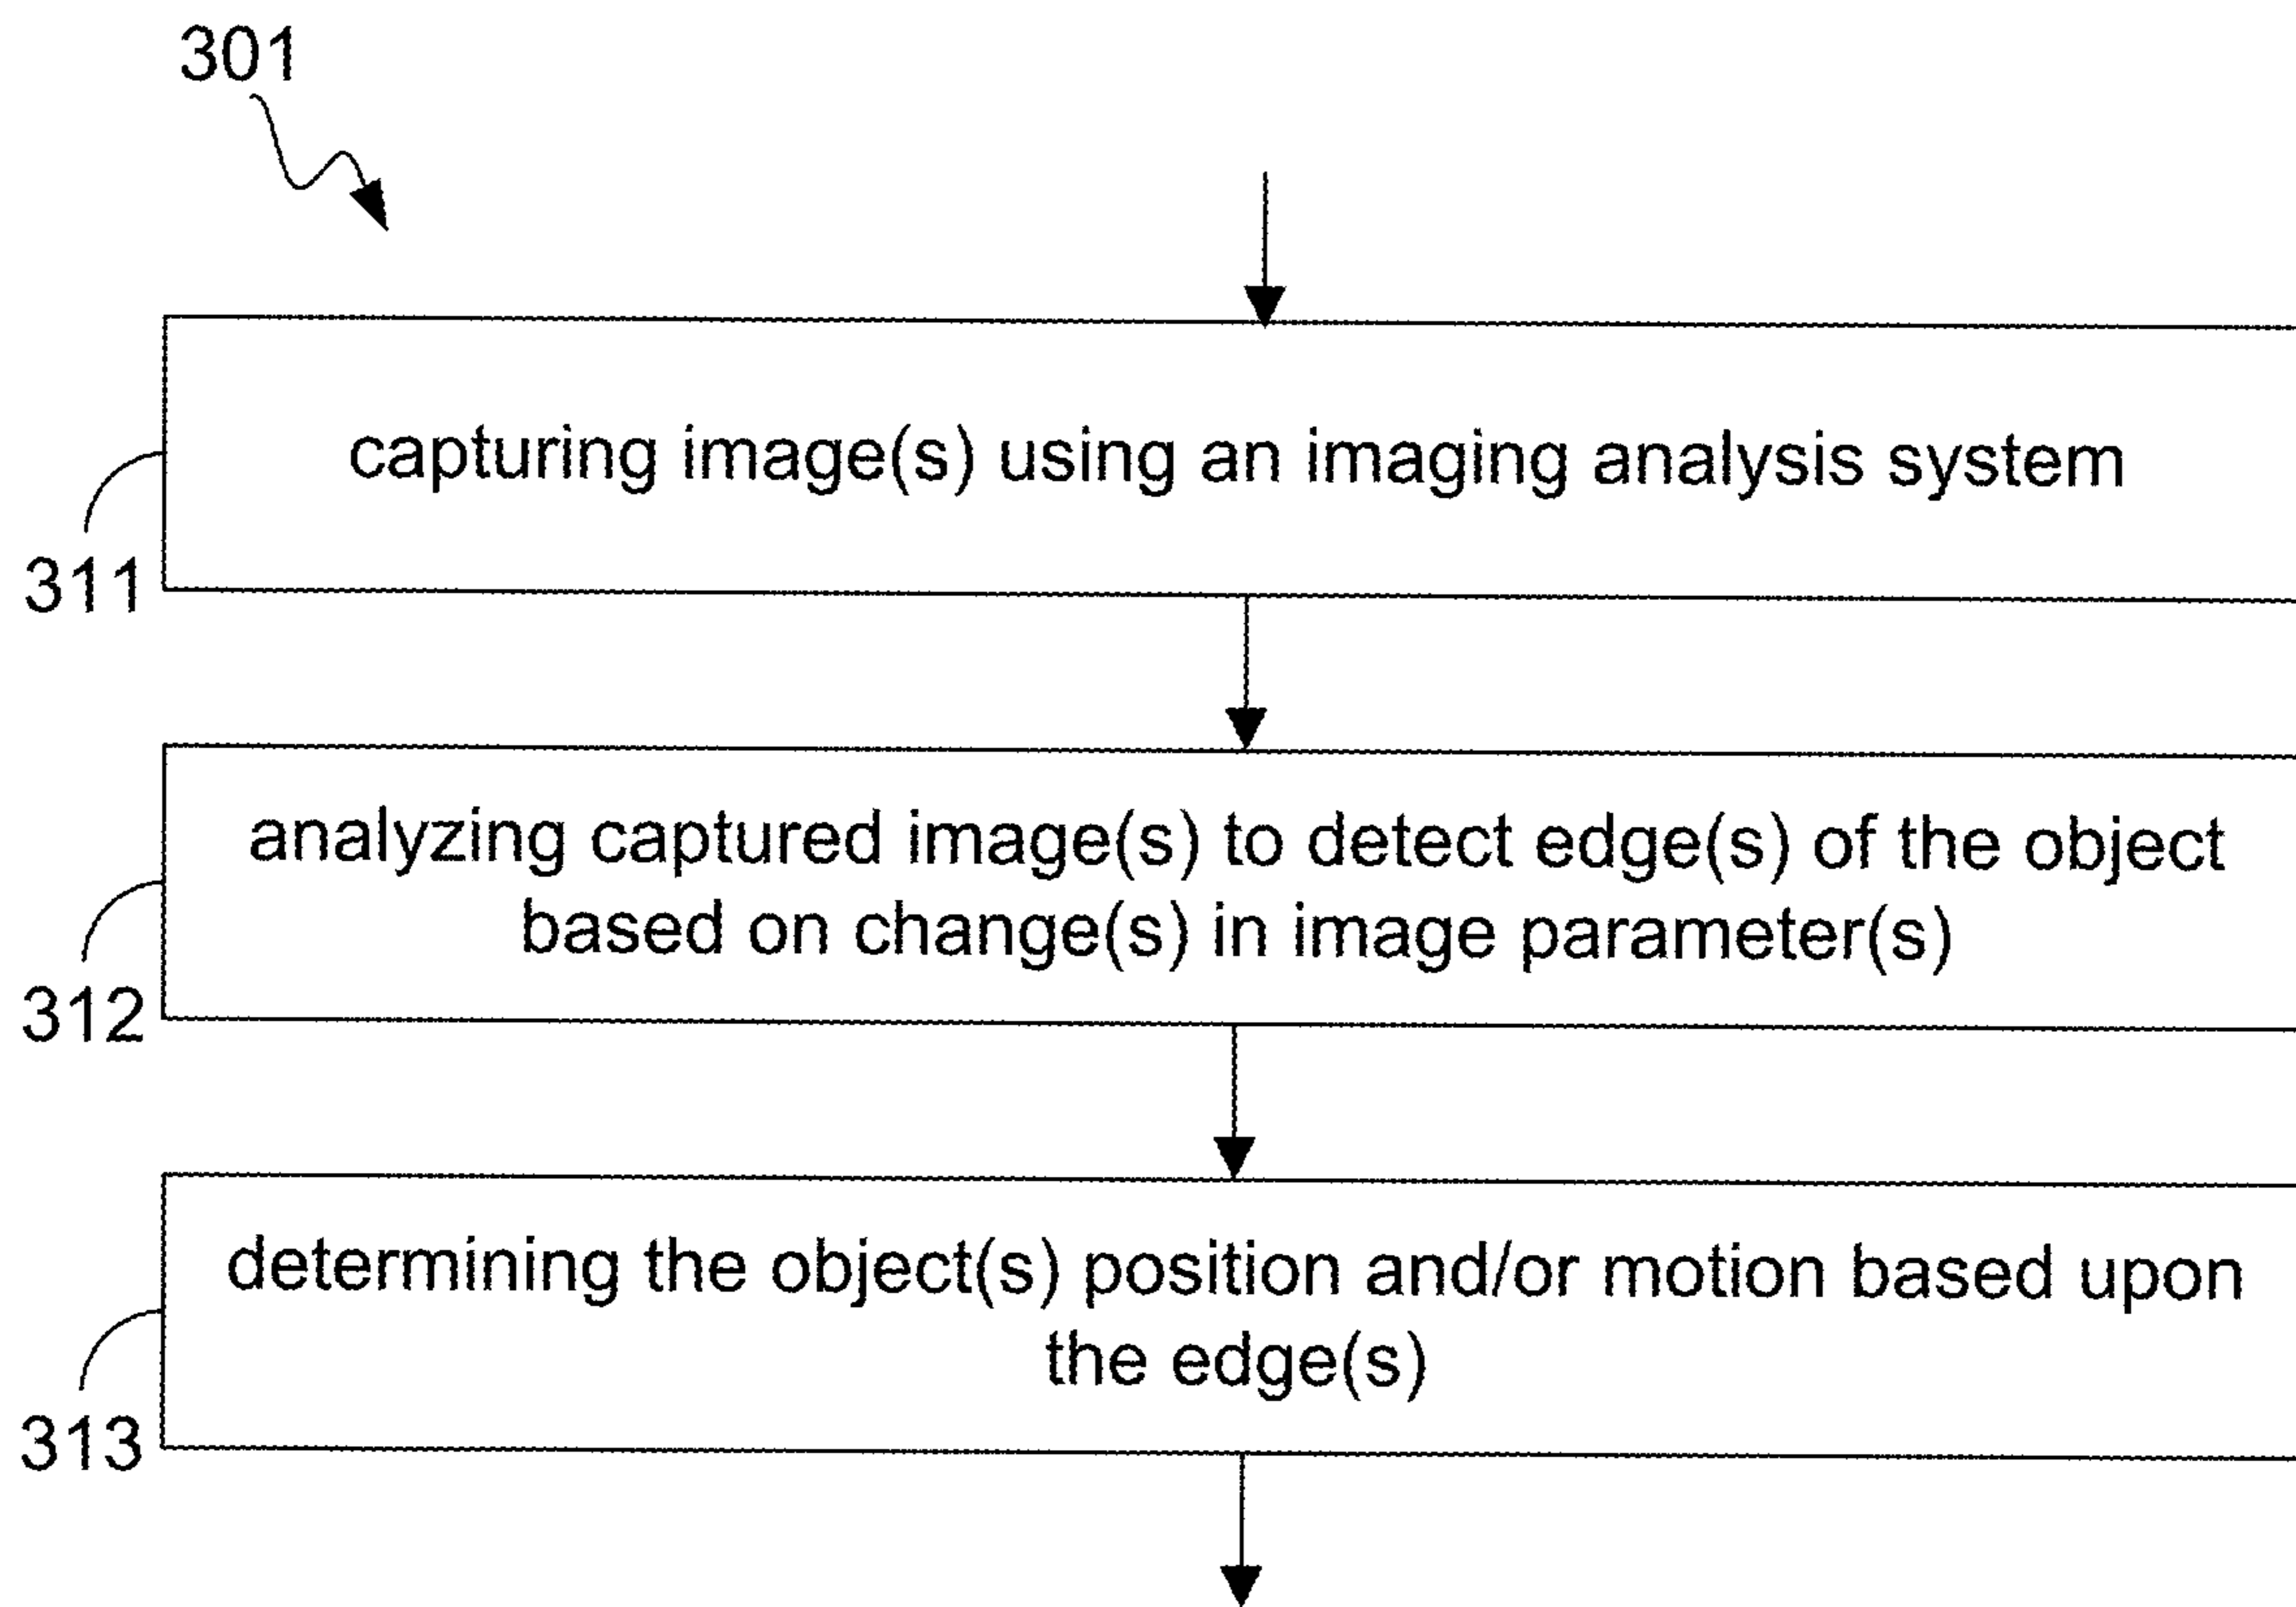 301
capturing image(s) using an imaging analysis system
311
analyzing captured image(s) to detect edge(s) of the object
based on change(s) in image parameter(s)
312
determining the object(s) position and/or motion based upon
the edge(s)
313